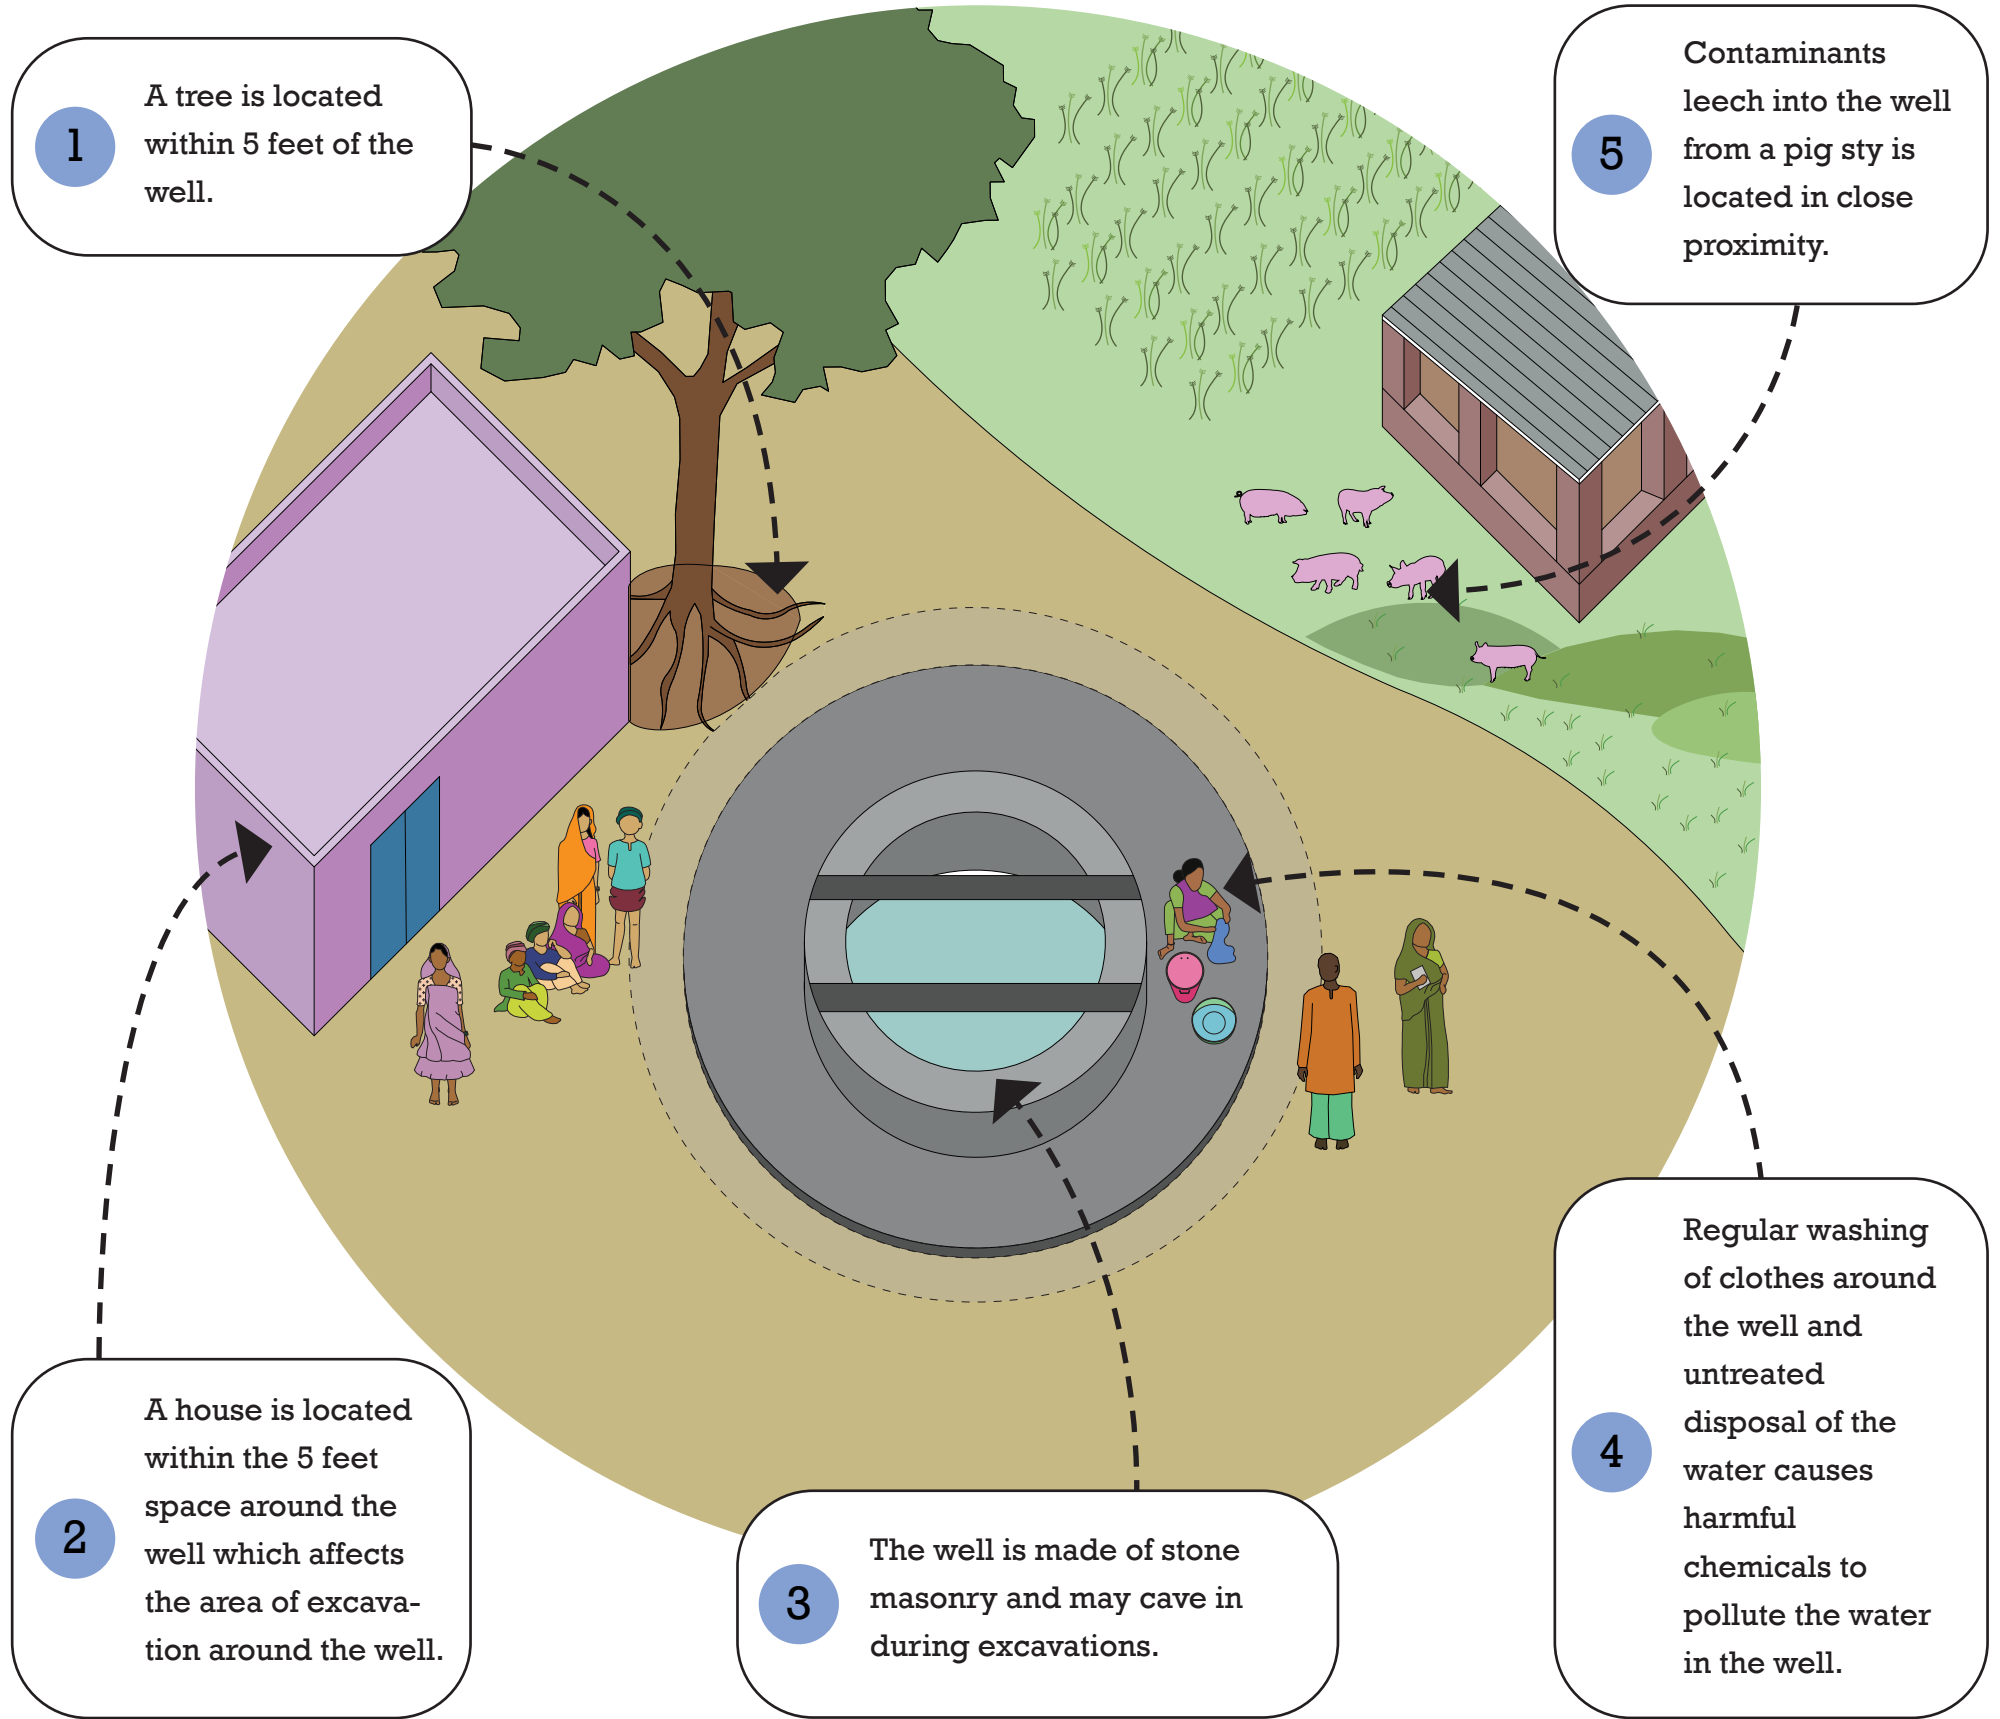 1
A tree is located
within 5 feet of the
well.
2
A house is located
within the 5 feet
space around the
well which affects
the area of excava-
tion around the well.
3
The well is made of stone
masonry and may cave in
during excavations.
4
Regular washing
of clothes around
the well and
untreated
disposal of the
water causes
harmful
chemicals to
pollute the water
in the well.
5
Contaminants
leech into the well
from a pig sty is
located in close
proximity.